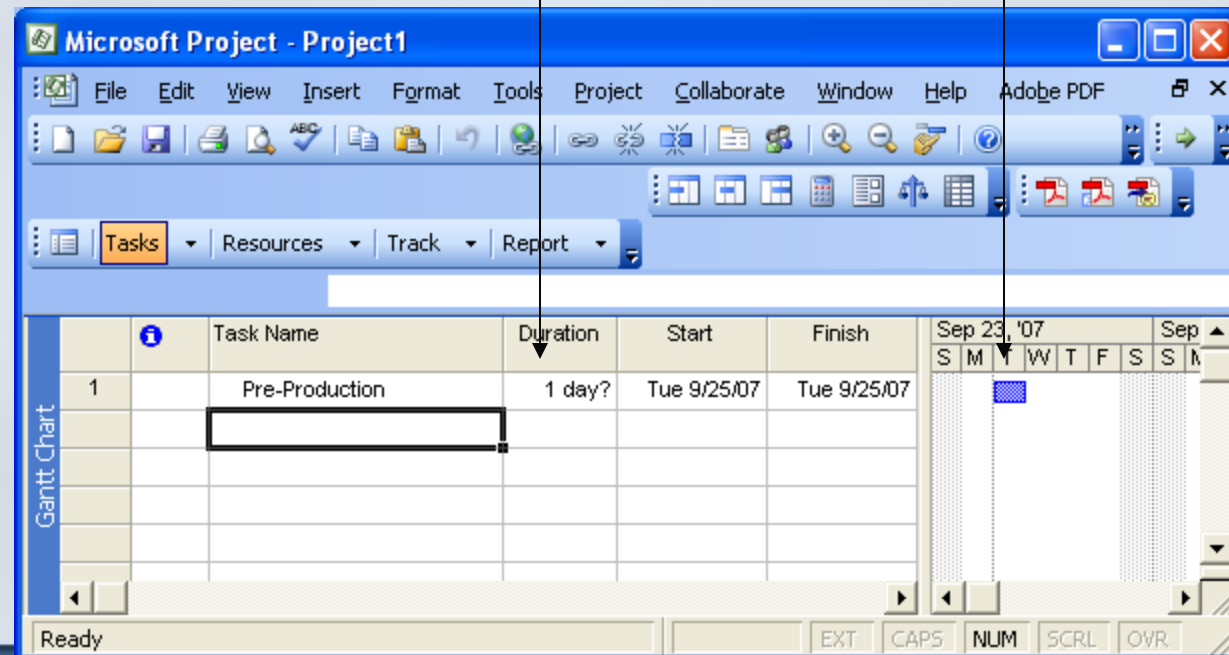 Microsoft Project - Project1
File Edit View Insert Format Tools Project Collaborate Window Help Adobe PDF
ABC
Tasks Resources Track Report
Task Name Duration Start Finish Sep 23, '07 Sep
S M T W T F S S M
1 Pre-Production 1 day? Tue 9/25/07 Tue 9/25/07
Gantt Chart
Ready EXT CAPS NUM SCRL OVR